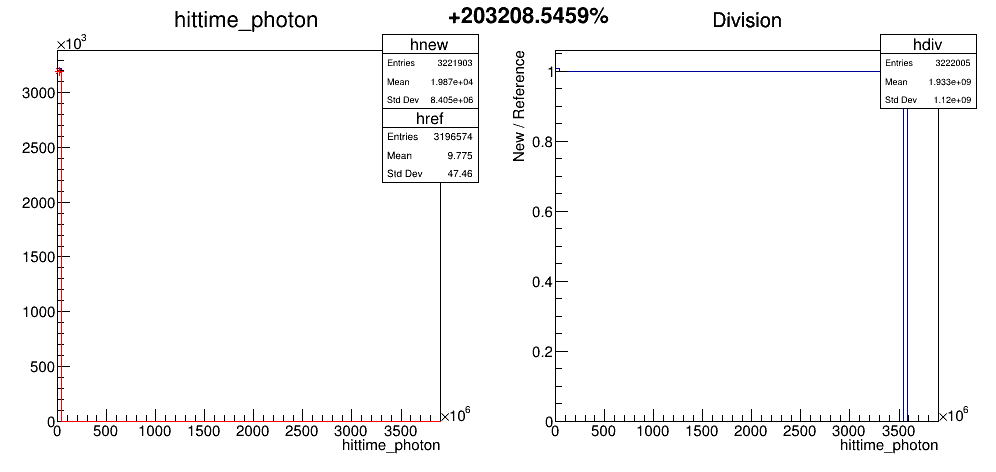 hittime_photon
+203208.5459%
Division
×10³
hnew
Entries 3221903
Mean 1.987e+04
Std Dev 8.405e+06
href
Entries 3196574
Mean 9.775
Std Dev 47.46
3000
2500
2000
1500
1000
500
0
0 500 1000 1500 2000 2500 3000 3500
×10⁶
hittime_photon
hdiv
Entries 3222005
Mean 1.933e+09
Std Dev 1.12e+09
New / Reference
1
0.8
0.6
0.4
0.2
0
0 500 1000 1500 2000 2500 3000 3500
×10⁶
hittime_photon